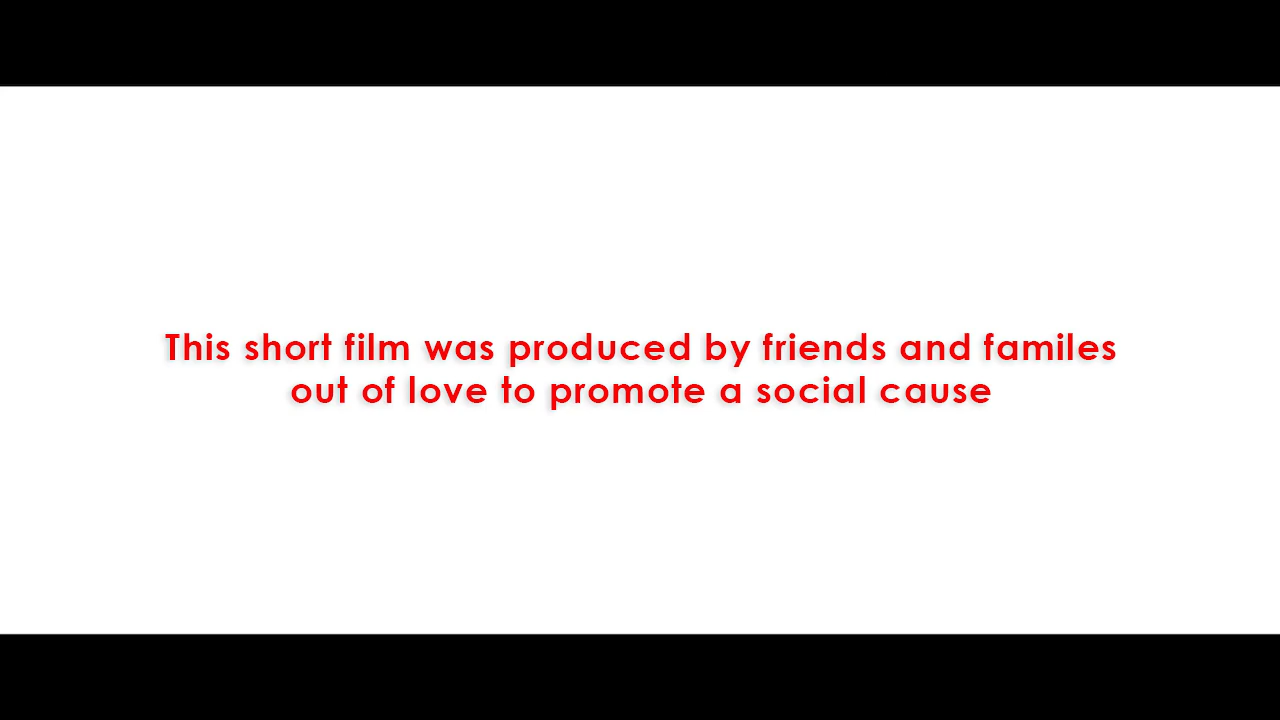 This short film was produced by friends and familes
out of love to promote a social cause